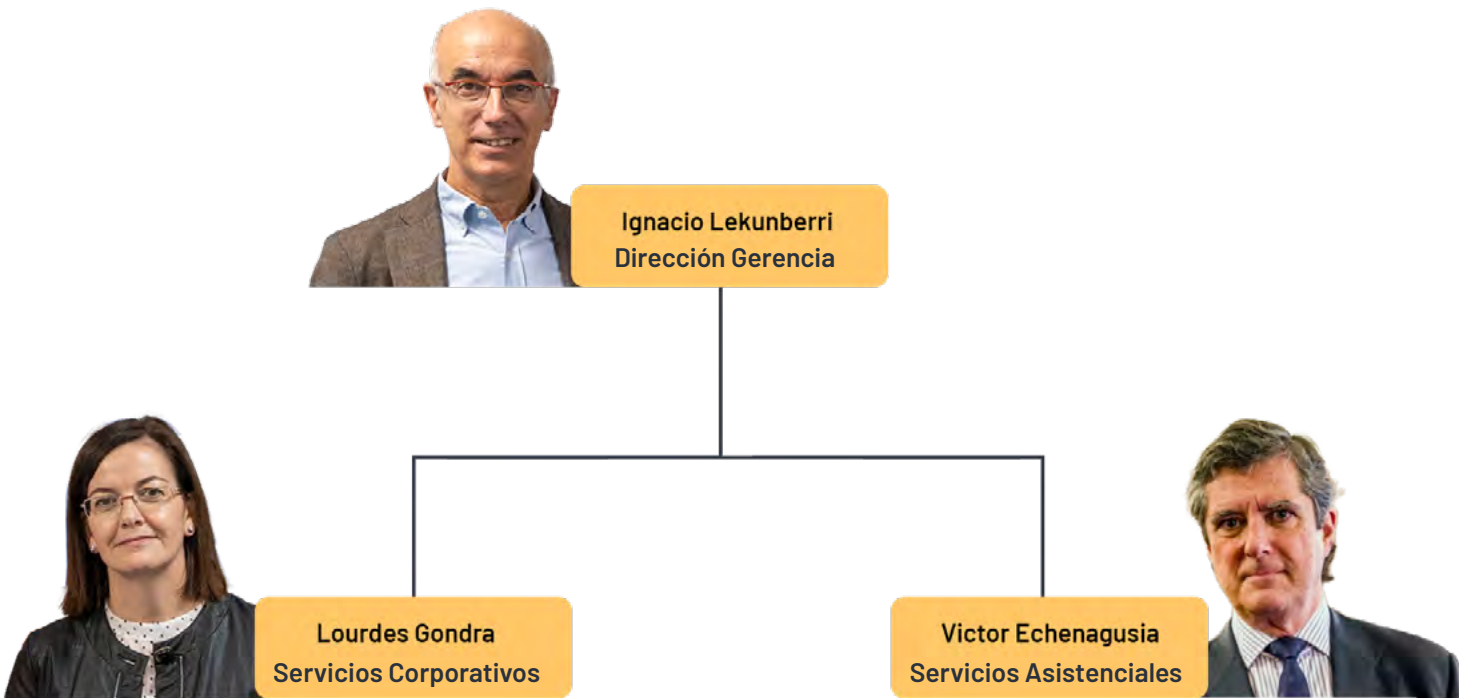 Ignacio Lekunberri
Dirección Gerencia
Lourdes Gondra
Servicios Corporativos
Victor Echenagusia
Servicios Asistenciales